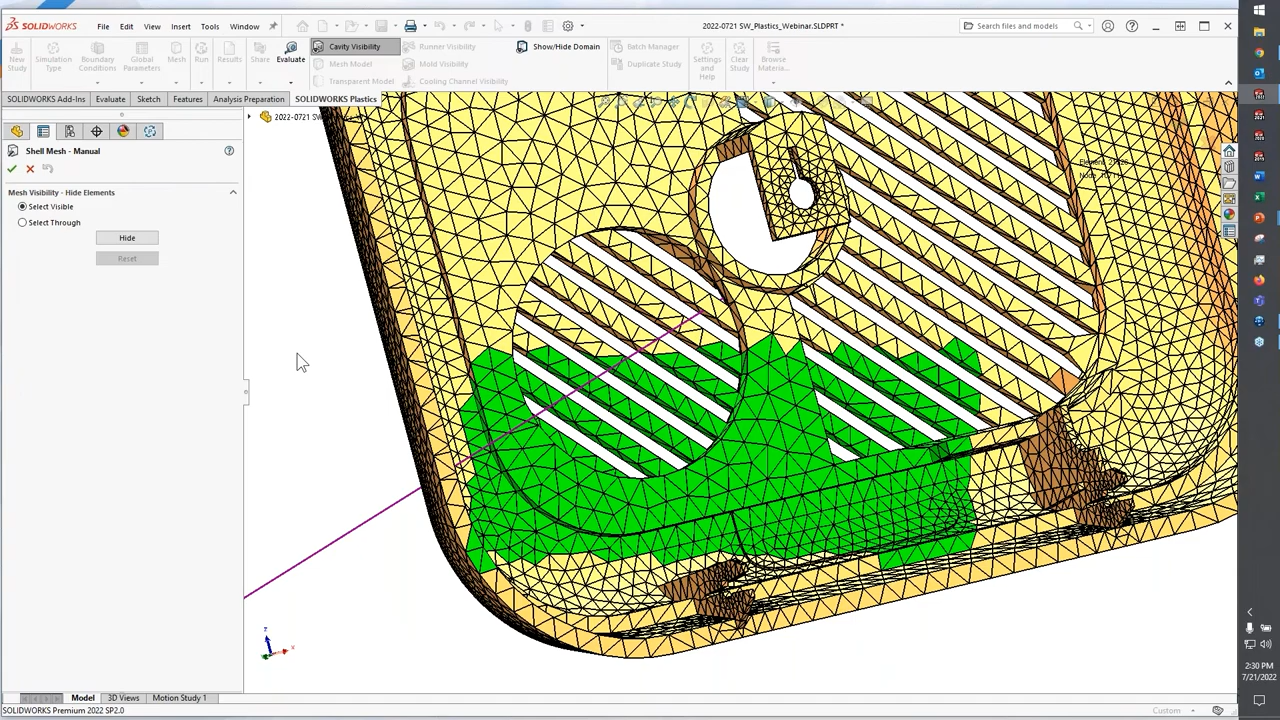 SOLIDWORKS File Edit View Insert Tools Window 2022-0721 SW_Plastics_Webinar.SLDPRT * Search files and models
New Study
Simulation Type
Boundary Conditions
Global Parameters
Mesh
Run
Results
Share
Evaluate
Cavity Visibility
Mesh Model
Transparent Model
Runner Visibility
Mold Visibility
Cooling Channel Visibility
Show/Hide Domain
Batch Manager
Duplicate Study
Settings and Help
Clear Study
Browse Materia...
SOLIDWORKS Add-Ins Evaluate Sketch Features Analysis Preparation SOLIDWORKS Plastics
2022-0721 SW
Shell Mesh - Manual
Mesh Visibility - Hide Elements
Select Visible
Select Through
Hide
Reset
z
x
Model 3D Views Motion Study 1
SOLIDWORKS Premium 2022 SP2.0
Custom
2:30 PM
7/21/2022